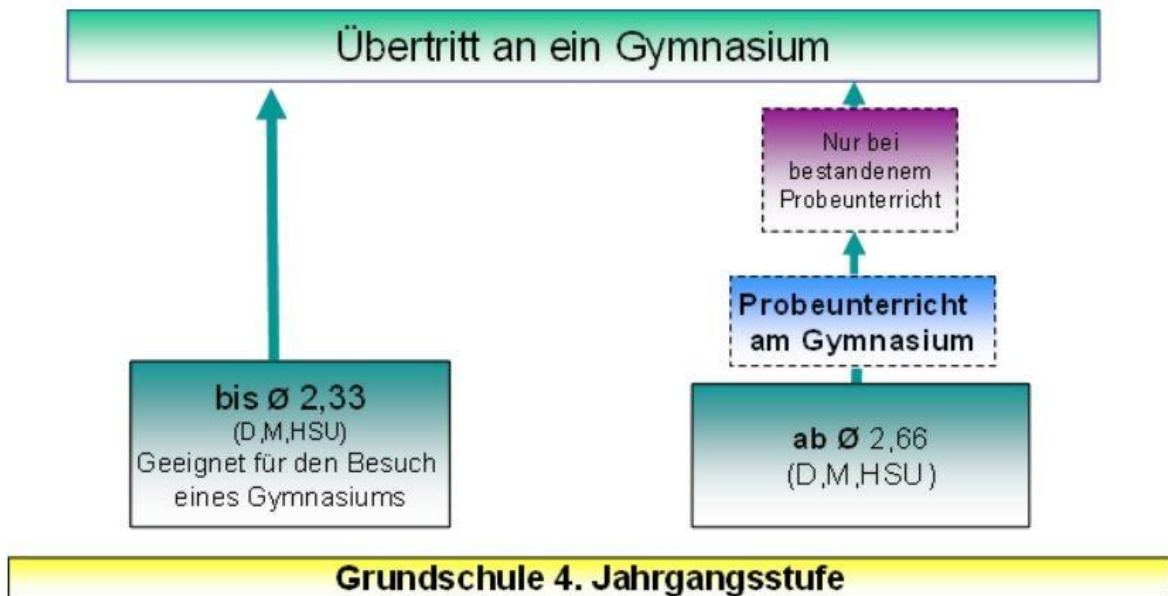 Übertritt an ein Gymnasium
Nur bei
bestandenem
Probeunterricht
Probeunterricht
am Gymnasium
bis Ø 2,33
(D,M,HSU)
Geeignet für den Besuch
eines Gymnasiums
ab Ø 2,66
(D,M,HSU)
Grundschule 4. Jahrgangsstufe